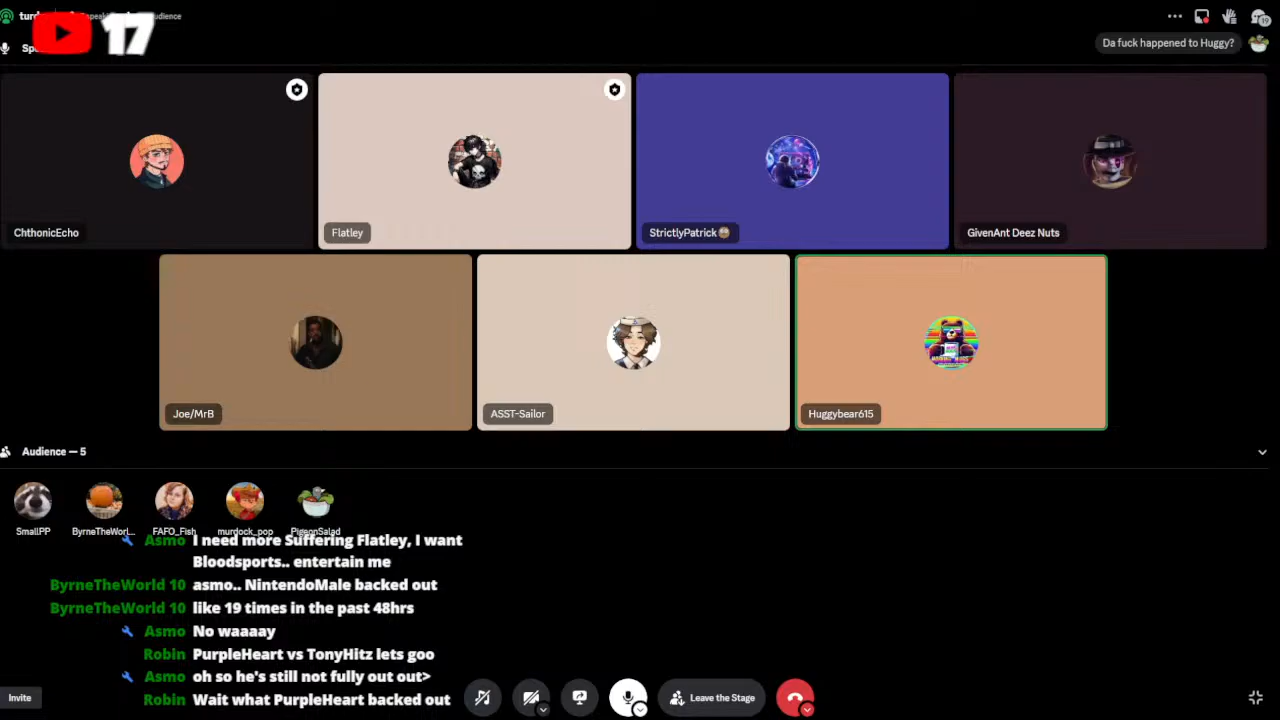 17
Da fuck happened to Huggy?
ChthonicEcho
Flatley
StrictlyPatrick
GivenAnt Deez Nuts
Joe/MrB
ASST-Sailor
Huggybear615
Audience — 5
SmallPP
ByrneTheWorl...
FAFO_Fish
murdock_pop
PigeonSalad
Asmo I need more Suffering Flatley, I want
Bloodsports.. entertain me
ByrneTheWorld 10 asmo.. NintendoMale backed out
ByrneTheWorld 10 like 19 times in the past 48hrs
Asmo No waaaay
Robin PurpleHeart vs TonyHitz lets goo
Asmo oh so he's still not fully out out>
Robin Wait what PurpleHeart backed out
Invite
Leave the Stage